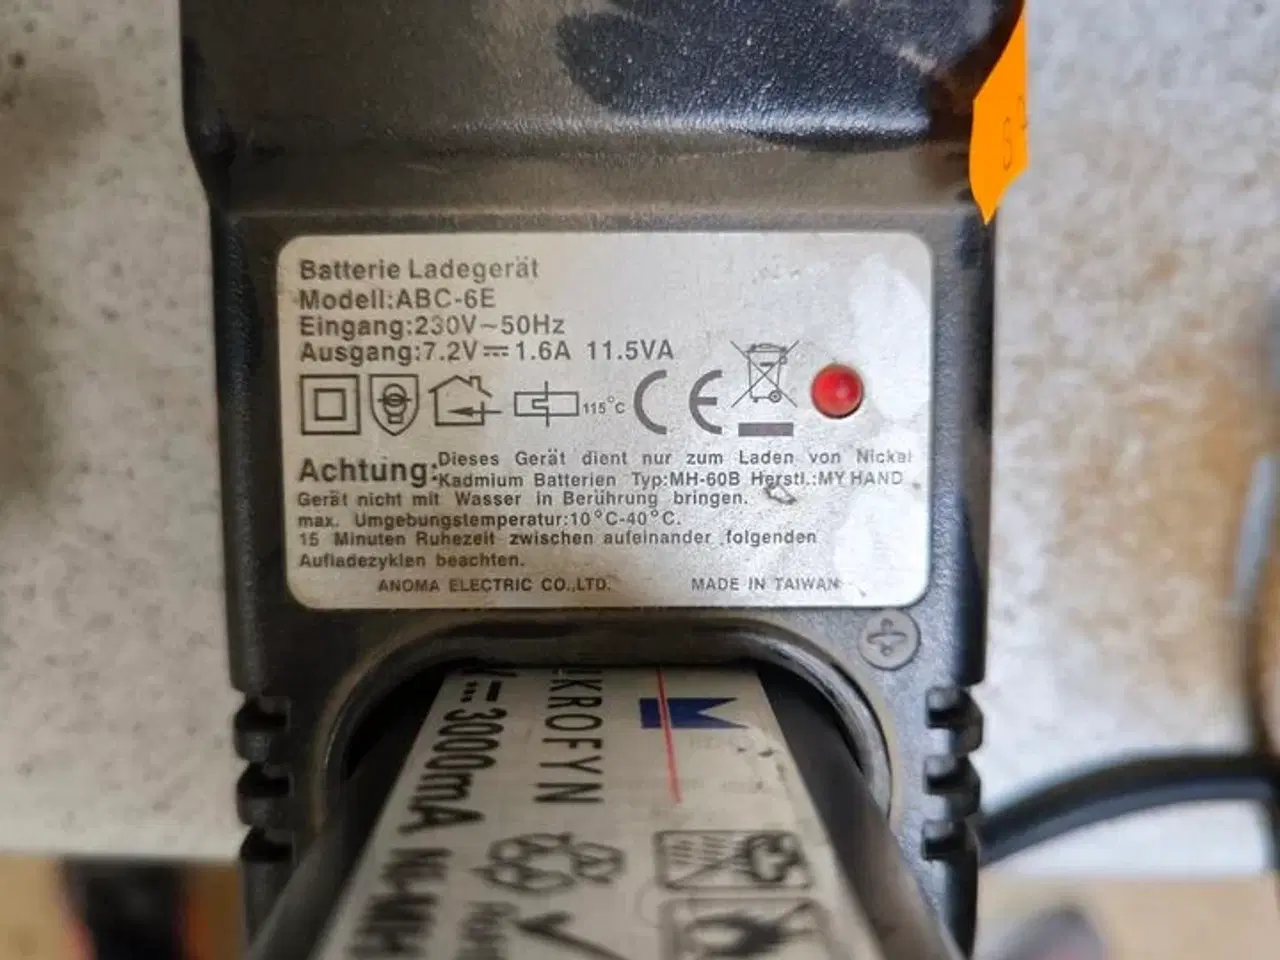 Batterie Ladegerät
Modell:ABC-6E
Eingang:230V~50Hz
Ausgang:7.2V⎓1.6A 11.5VA
115°C CE
Achtung:Dieses Gerät dient nur zum Laden von Nickel
Kadmium Batterien Typ:MH-60B Herstl.:MY HAND
Gerät nicht mit Wasser in Berührung bringen.
max. Umgebungstemperatur:10°C-40°C.
15 Minuten Ruhezeit zwischen aufeinander folgenden
Aufladezyklen beachten.
ANOMA ELECTRIC CO.,LTD. MADE IN TAIWAN
KROFYN
3000mA Ni-MH